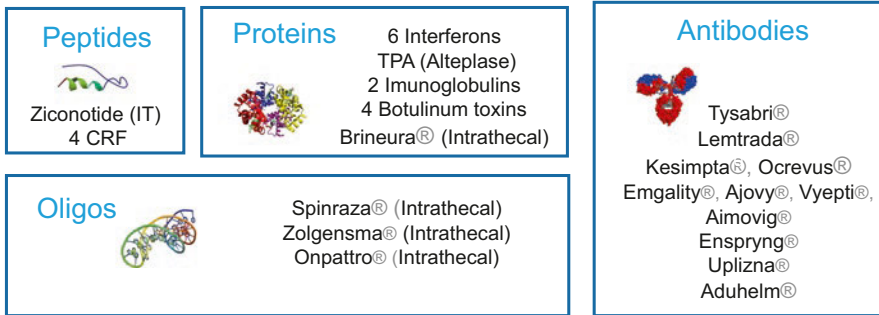 Peptides
Ziconotide (IT)
4 CRF
Proteins
6 Interferons
TPA (Alteplase)
2 Imunoglobulins
4 Botulinum toxins
Brineura® (Intrathecal)
Oligos
Spinraza® (Intrathecal)
Zolgensma® (Intrathecal)
Onpattro® (Intrathecal)
Antibodies
Tysabri®
Lemtrada®
Kesimpta®, Ocrevus®
Emgality®, Ajovy®, Vyepti®,
Aimovig®
Enspryng®
Uplizna®
Aduhelm®